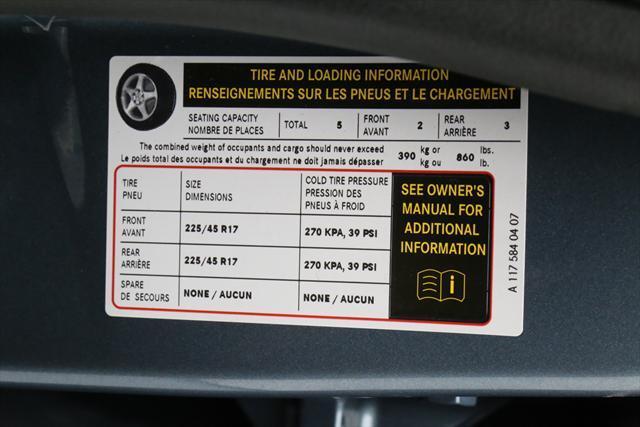 TIRE AND LOADING INFORMATION
RENSEIGNEMENTS SUR LES PNEUS ET LE CHARGEMENT
SEATING CAPACITY TOTAL 5 FRONT 2 REAR 3
NOMBRE DE PLACES AVANT ARRIÈRE
The combined weight of occupants and cargo should never exceed 390 kg or 860 lbs.
Le poids total des occupants et du chargement ne doit jamais dépasser kg ou lb.
TIRE SIZE COLD TIRE PRESSURE
PNEU DIMENSIONS PRESSION DES
PNEUS À FROID
FRONT 225/45 R17 270 KPA, 39 PSI
AVANT
REAR 225/45 R17 270 KPA, 39 PSI
ARRIÈRE
SPARE NONE / AUCUN NONE / AUCUN
DE SECOURS
SEE OWNER'S
MANUAL FOR
ADDITIONAL
INFORMATION
i
A 117 584 04 07